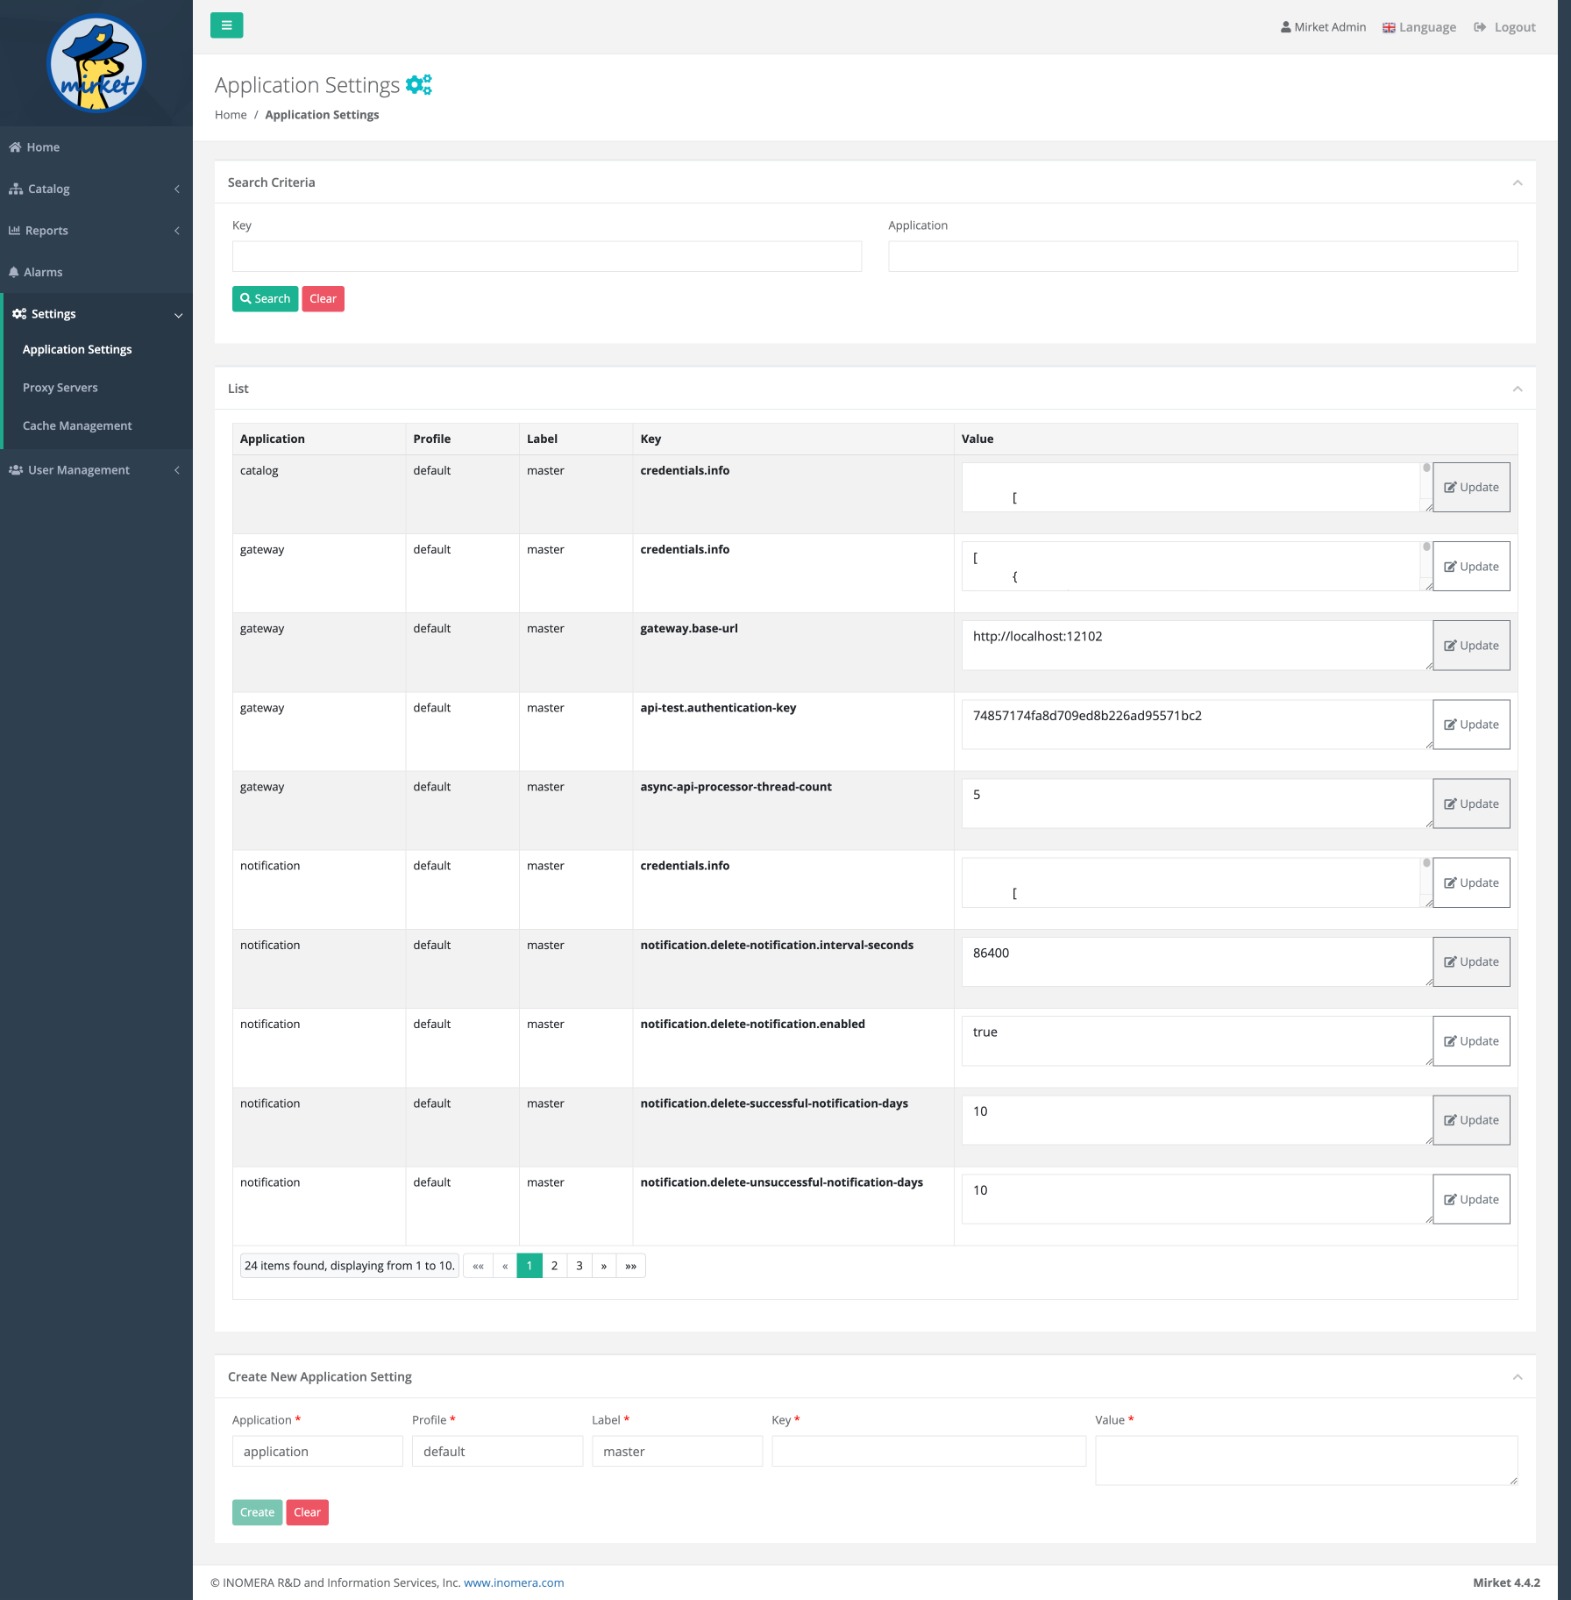 mirket
Mirket Admin Language Logout
Application Settings
Home / Application Settings
Home
Catalog
Reports
Alarms
Settings
Application Settings
Proxy Servers
Cache Management
User Management
Search Criteria
Key Application
Search Clear
List
Application Profile Label Key Value
catalog default master credentials.info [ Update
gateway default master credentials.info [
{ Update
gateway default master gateway.base-url http://localhost:12102 Update
gateway default master api-test.authentication-key 74857174fa8d709ed8b226ad95571bc2 Update
gateway default master async-api-processor-thread-count 5 Update
notification default master credentials.info [ Update
notification default master notification.delete-notification.interval-seconds 86400 Update
notification default master notification.delete-notification.enabled true Update
notification default master notification.delete-successful-notification-days 10 Update
notification default master notification.delete-unsuccessful-notification-days 10 Update
24 items found, displaying from 1 to 10. «« « 1 2 3 » »»
Create New Application Setting
Application * Profile * Label * Key * Value *
application default master
Create Clear
© INOMERA R&D and Information Services, Inc. www.inomera.com Mirket 4.4.2